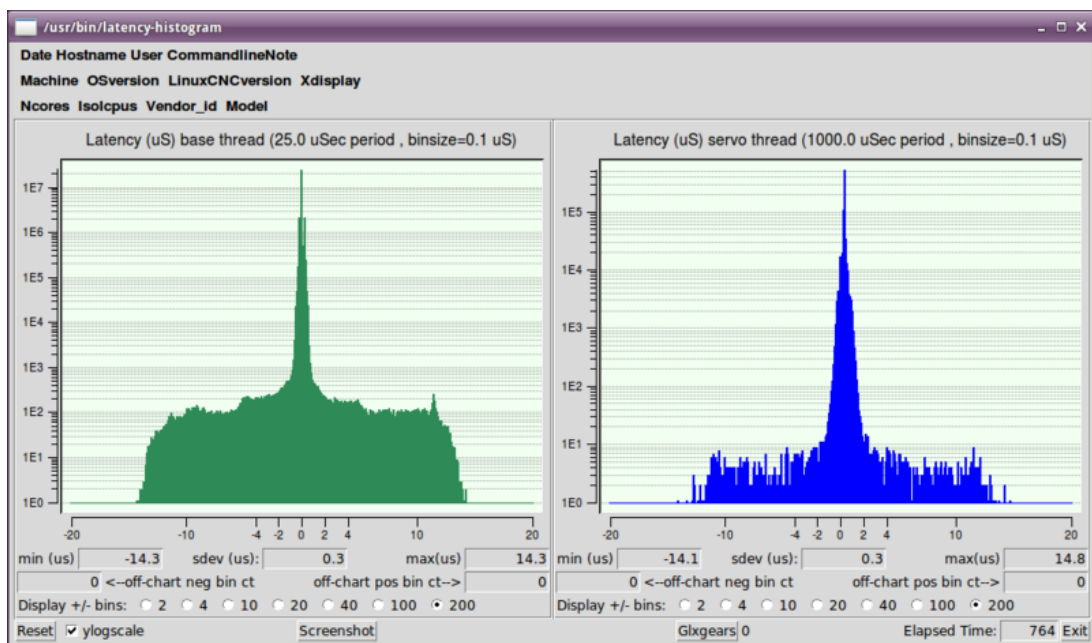 /usr/bin/latency-histogram
Date Hostname User CommandlineNote
Machine OSversion LinuxCNCversion Xdisplay
Ncores Isolcpus Vendor_id Model
Latency (uS) base thread (25.0 uSec period , binsize=0.1 uS)
1E7
1E6
1E5
1E4
1E3
1E2
1E1
1E0
-20 -10 -4 -2 0 2 4 10 20
min (us) -14.3 sdev (us): 0.3 max(us) 14.3
0 <--off-chart neg bin ct off-chart pos bin ct--> 0
Display +/- bins: 2 4 10 20 40 100 200
Latency (uS) servo thread (1000.0 uSec period , binsize=0.1 uS)
1E5
1E4
1E3
1E2
1E1
1E0
-20 -10 -4 -2 0 2 4 10 20
min (us) -14.1 sdev (us): 0.3 max(us) 14.8
0 <--off-chart neg bin ct off-chart pos bin ct--> 0
Display +/- bins: 2 4 10 20 40 100 200
Reset ylogscale Screenshot Glxgears 0 Elapsed Time: 764 Exit